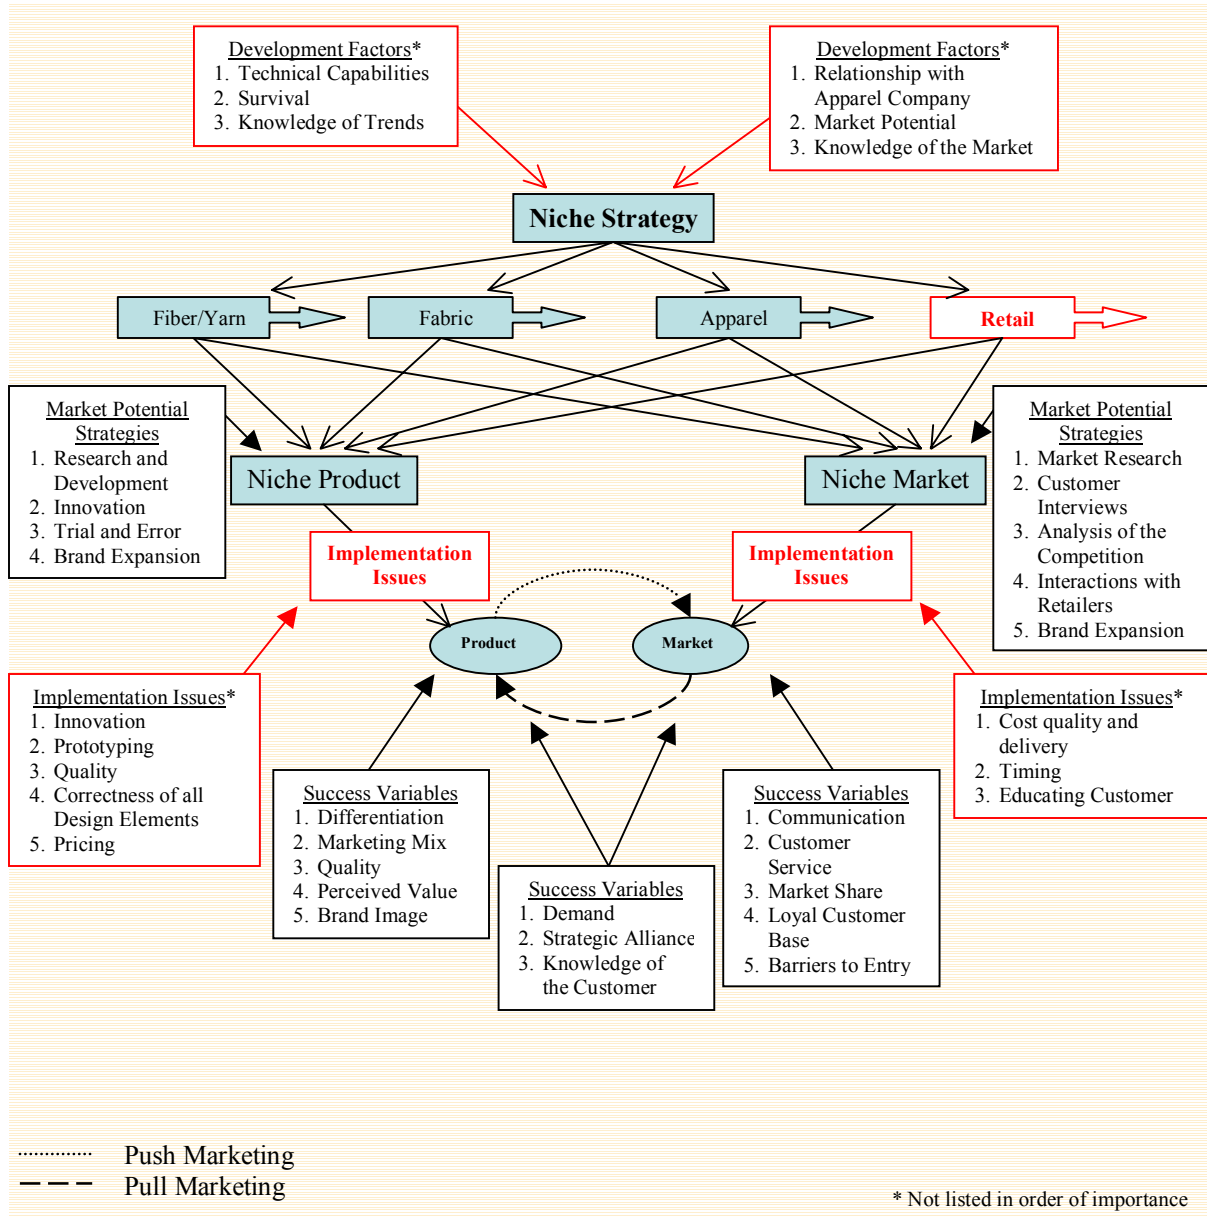 Development Factors*
1. Technical Capabilities
2. Survival
3. Knowledge of Trends
Development Factors*
1. Relationship with
Apparel Company
2. Market Potential
3. Knowledge of the Market
Niche Strategy
Fiber/Yarn
Fabric
Apparel
Retail
Market Potential
Strategies
1. Research and
Development
2. Innovation
3. Trial and Error
4. Brand Expansion
Niche Product
Niche Market
Market Potential
Strategies
1. Market Research
2. Customer
Interviews
3. Analysis of the
Competition
4. Interactions with
Retailers
5. Brand Expansion
Implementation
Issues
Implementation
Issues
Product
Market
Implementation Issues*
1. Innovation
2. Prototyping
3. Quality
4. Correctness of all
Design Elements
5. Pricing
Success Variables
1. Differentiation
2. Marketing Mix
3. Quality
4. Perceived Value
5. Brand Image
Success Variables
1. Demand
2. Strategic Alliance
3. Knowledge of
the Customer
Success Variables
1. Communication
2. Customer
Service
3. Market Share
4. Loyal Customer
Base
5. Barriers to Entry
Implementation Issues*
1. Cost quality and
delivery
2. Timing
3. Educating Customer
Push Marketing
Pull Marketing
* Not listed in order of importance